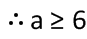 ∴ a ≥ 6